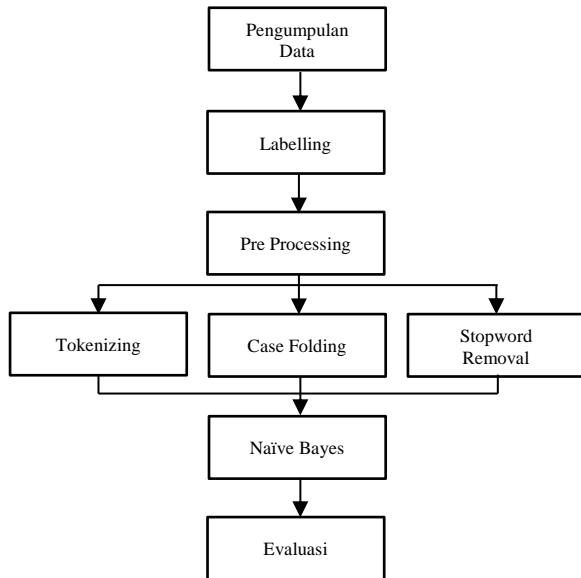 Pengumpulan
Data
Labelling
Pre Processing
Tokenizing
Case Folding
Stopword
Removal
Naïve Bayes
Evaluasi